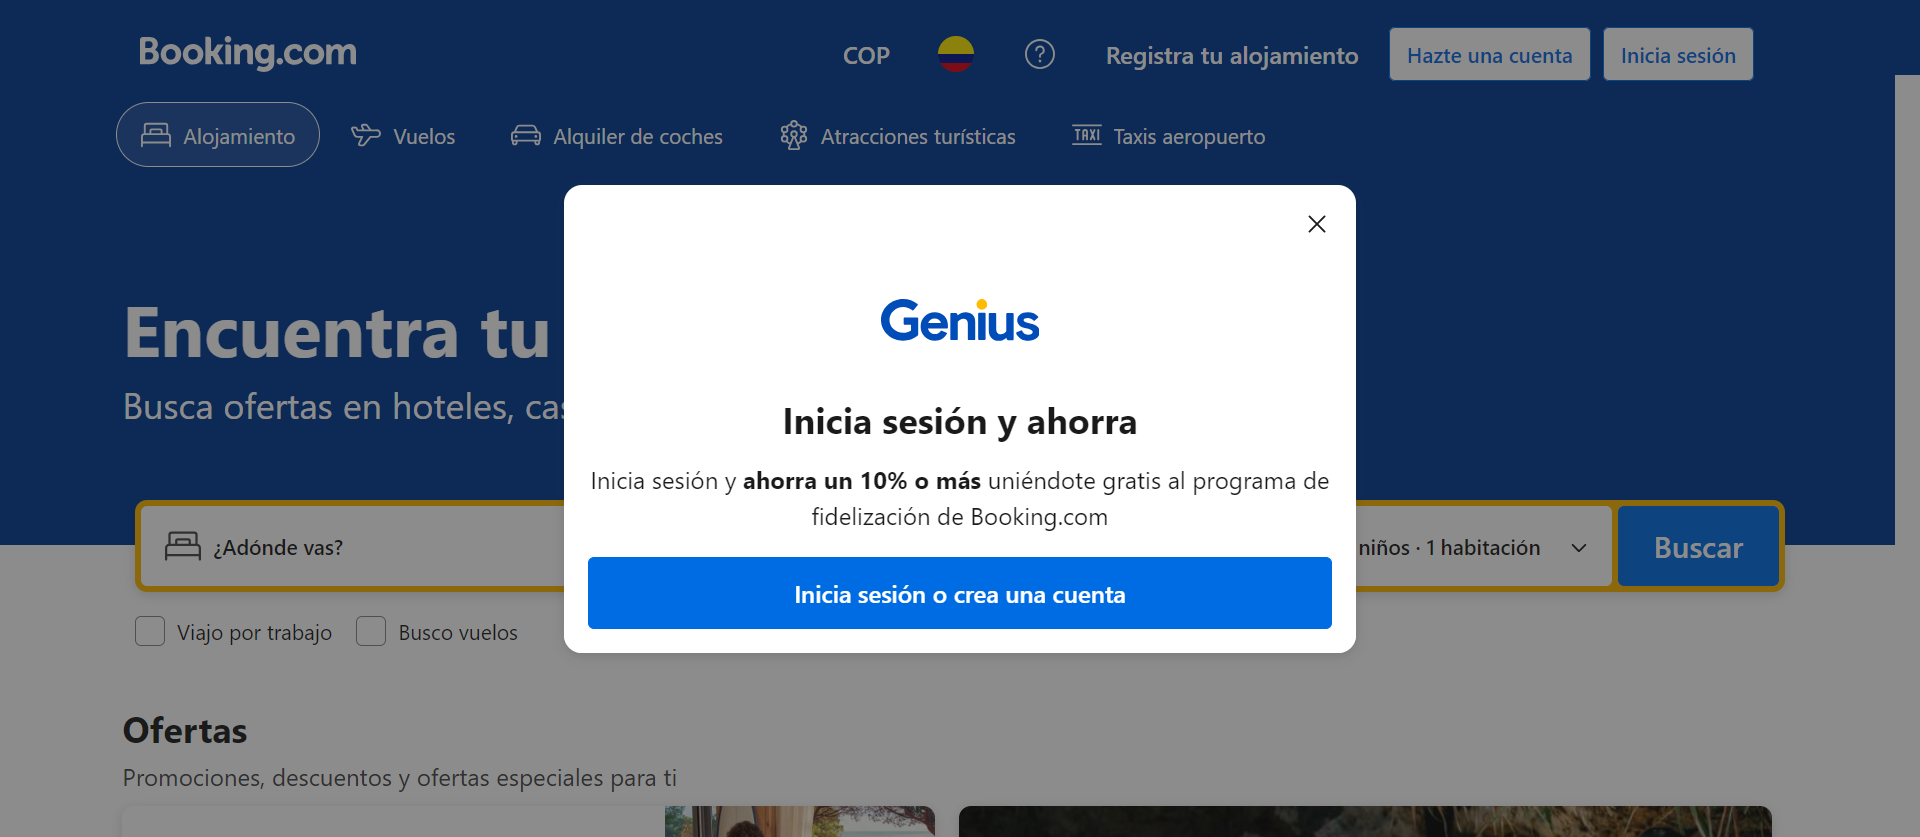 Booking.com
COP
Registra tu alojamiento
Hazte una cuenta
Inicia sesión
Alojamiento
Vuelos
Alquiler de coches
Atracciones turísticas
TAXI
Taxis aeropuerto
Encuentra tu
Busca ofertas en hoteles,
Genius
Inicia sesión y ahorra
Inicia sesión y ahorra un 10% o más uniéndote gratis al programa de
fidelización de Booking.com
Inicia sesión o crea una cuenta
¿Adónde vas?
niños · 1 habitación
Buscar
Viajo por trabajo
Busco vuelos
Ofertas
Promociones, descuentos y ofertas especiales para ti